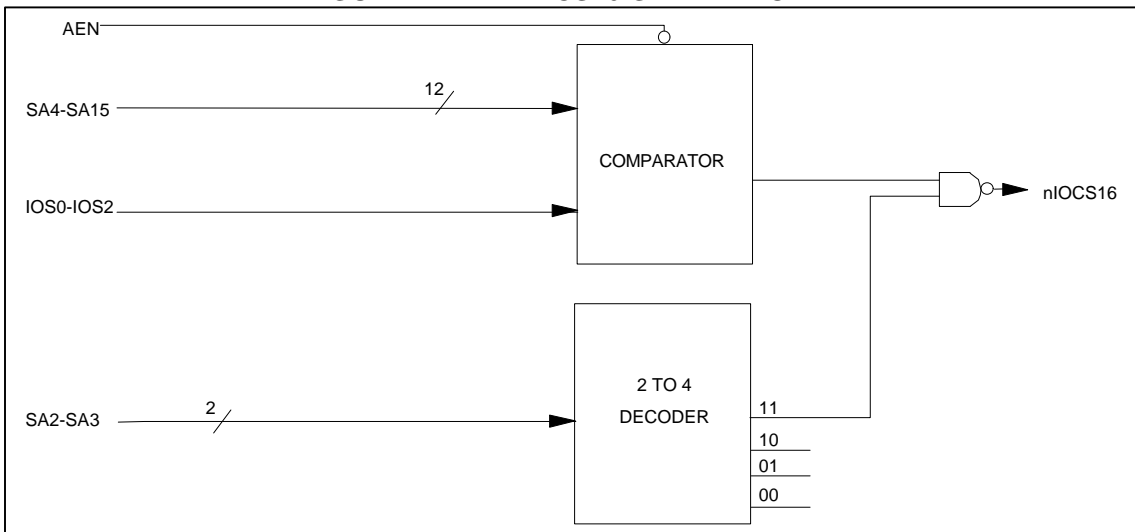 AEN
SA4-SA15
12
COMPARATOR
IOS0-IOS2
nIOCS16
2 TO 4
DECODER
SA2-SA3
2
11
10
01
00